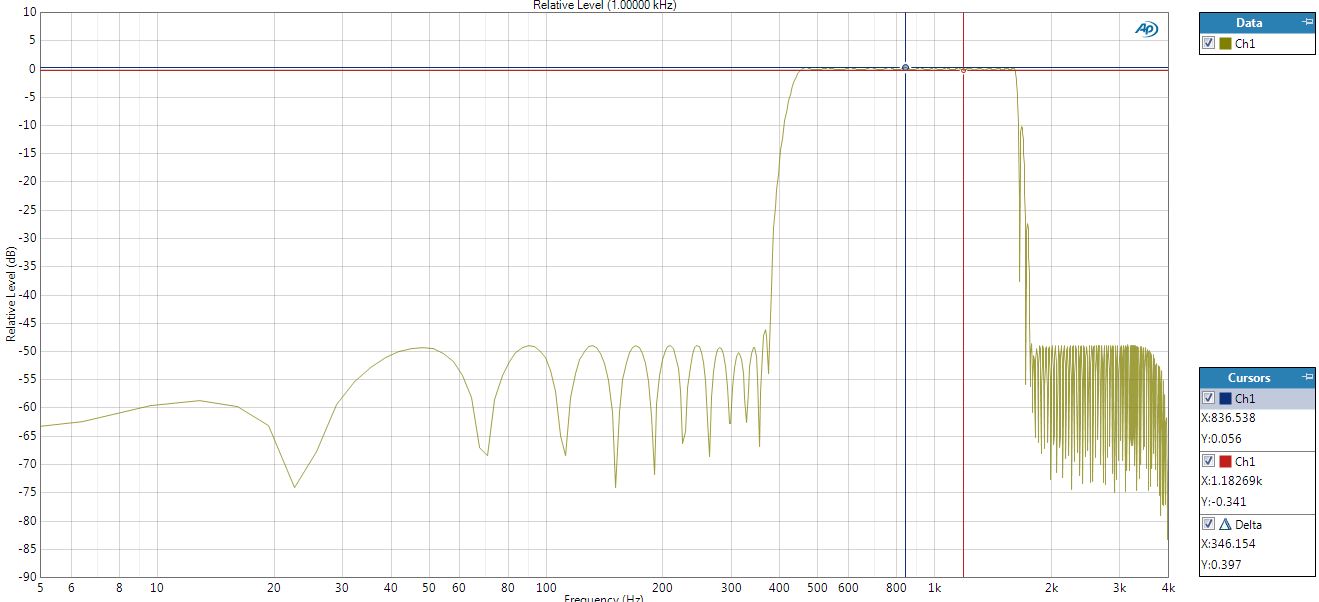 Relative Level (1.00000 kHz)
10
5
0
-5
-10
-15
-20
-25
-30
-35
-40
-45
-50
-55
-60
-65
-70
-75
-80
-85
-90
Relative Level (dB)
5 6 8 10 20 30 40 50 60 80 100 200 300 400 500 600 800 1k 2k 3k 4k
Frequency (Hz)
Ap
Data
Ch1
Cursors
Ch1
X:836.538
Y:0.056
Ch1
X:1.18269k
Y:-0.341
Delta
X:346.154
Y:0.397